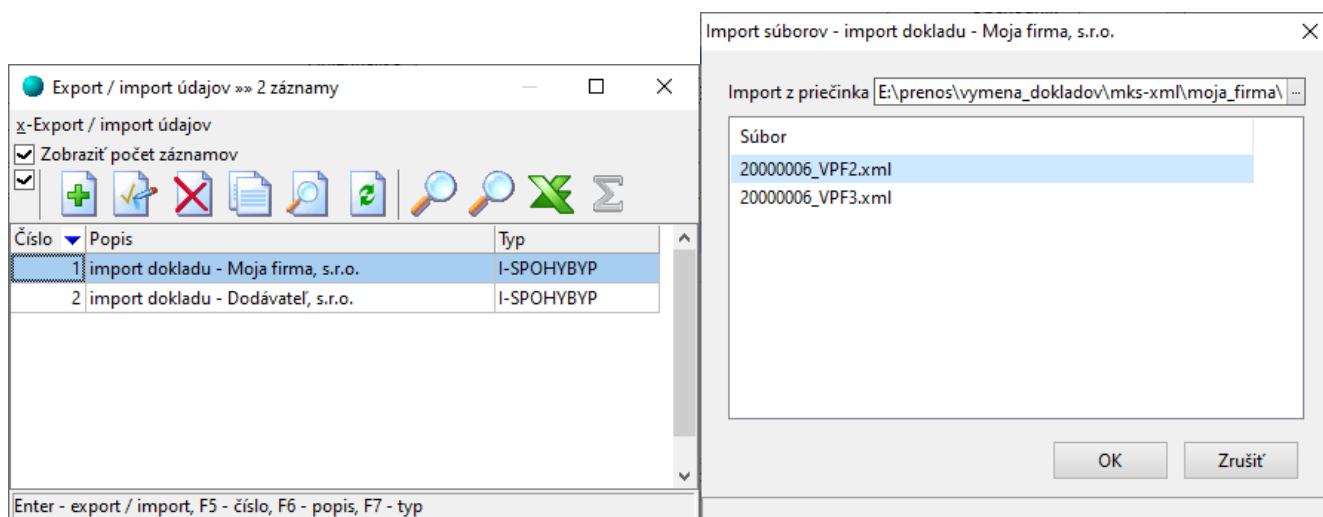 Export / import údajov »» 2 záznamy
x-Export / import údajov
Zobraziť počet záznamov
Číslo Popis Typ
1 import dokladu - Moja firma, s.r.o. I-SPOHYBYP
2 import dokladu - Dodávateľ, s.r.o. I-SPOHYBYP
Enter - export / import, F5 - číslo, F6 - popis, F7 - typ
Import súborov - import dokladu - Moja firma, s.r.o.
Import z priečinka E:\prenos\vymena_dokladov\mks-xml\moja_firma\ ...
Súbor
20000006_VPF2.xml
20000006_VPF3.xml
OK Zrušiť